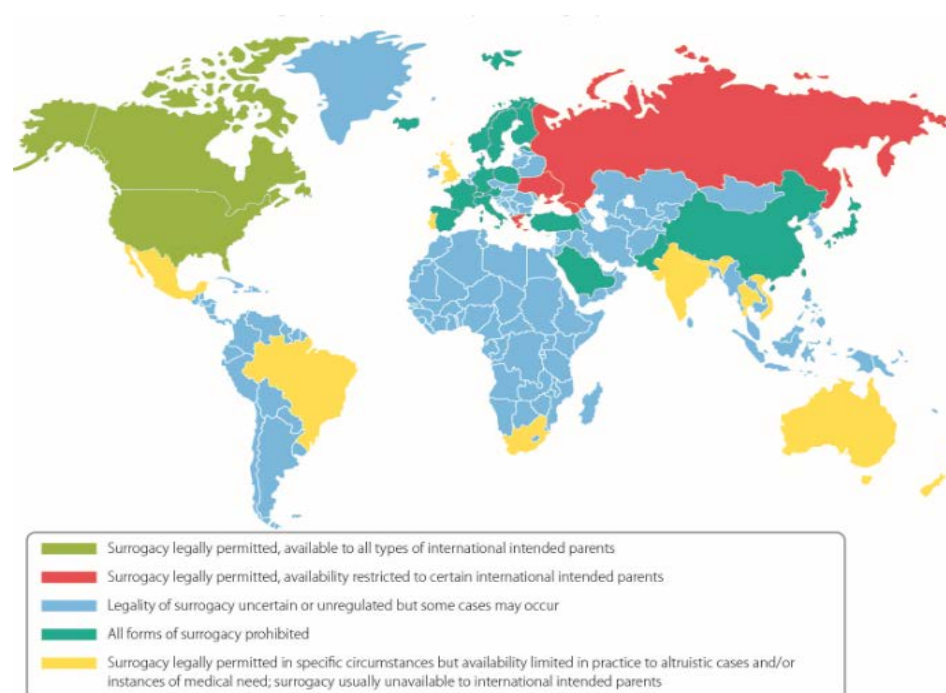 Surrogacy legally permitted, available to all types of international intended parents
Surrogacy legally permitted, availability restricted to certain international intended parents
Legality of surrogacy uncertain or unregulated but some cases may occur
All forms of surrogacy prohibited
Surrogacy legally permitted in specific circumstances but availability limited in practice to altruistic cases and/or
instances of medical need; surrogacy usually unavailable to international intended parents